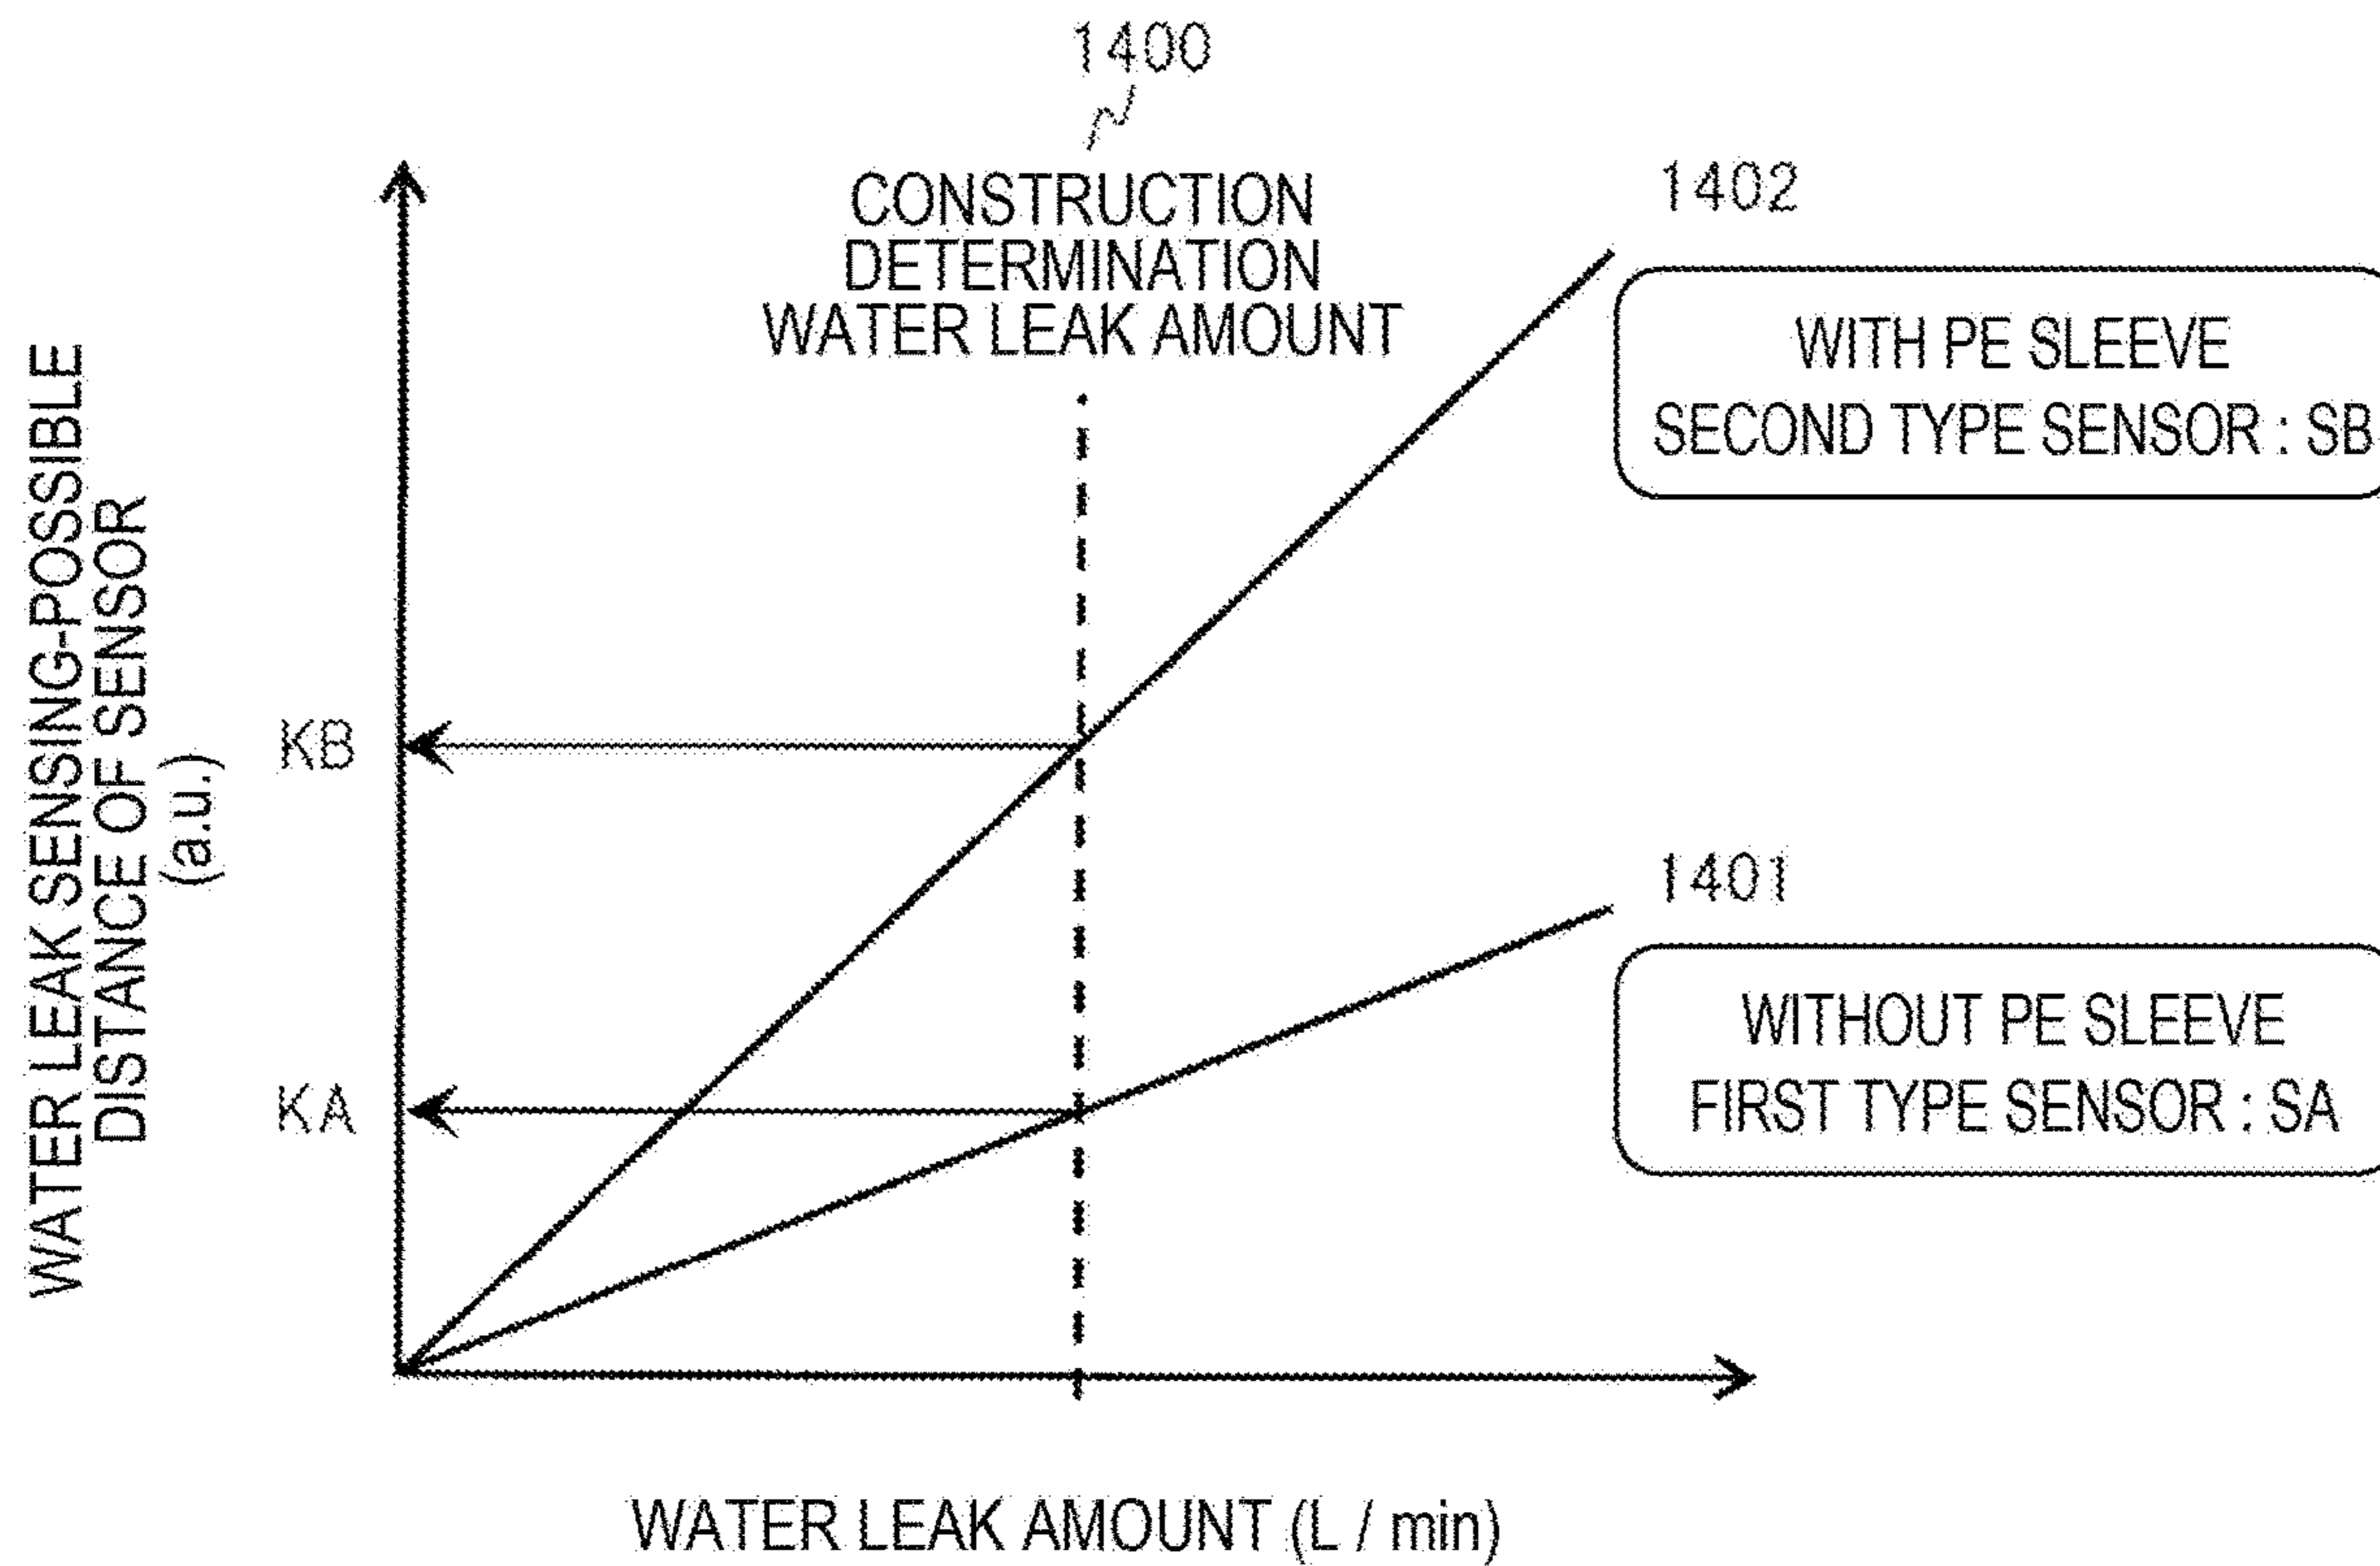 1400
CONSTRUCTION
DETERMINATION
WATER LEAK AMOUNT
1402
WITH PE SLEEVE
SECOND TYPE SENSOR : SB
WATER LEAK SENSING-POSSIBLE
DISTANCE OF SENSOR
(a.u.)
KB
1401
KA
WITHOUT PE SLEEVE
FIRST TYPE SENSOR : SA
WATER LEAK AMOUNT (L / min)